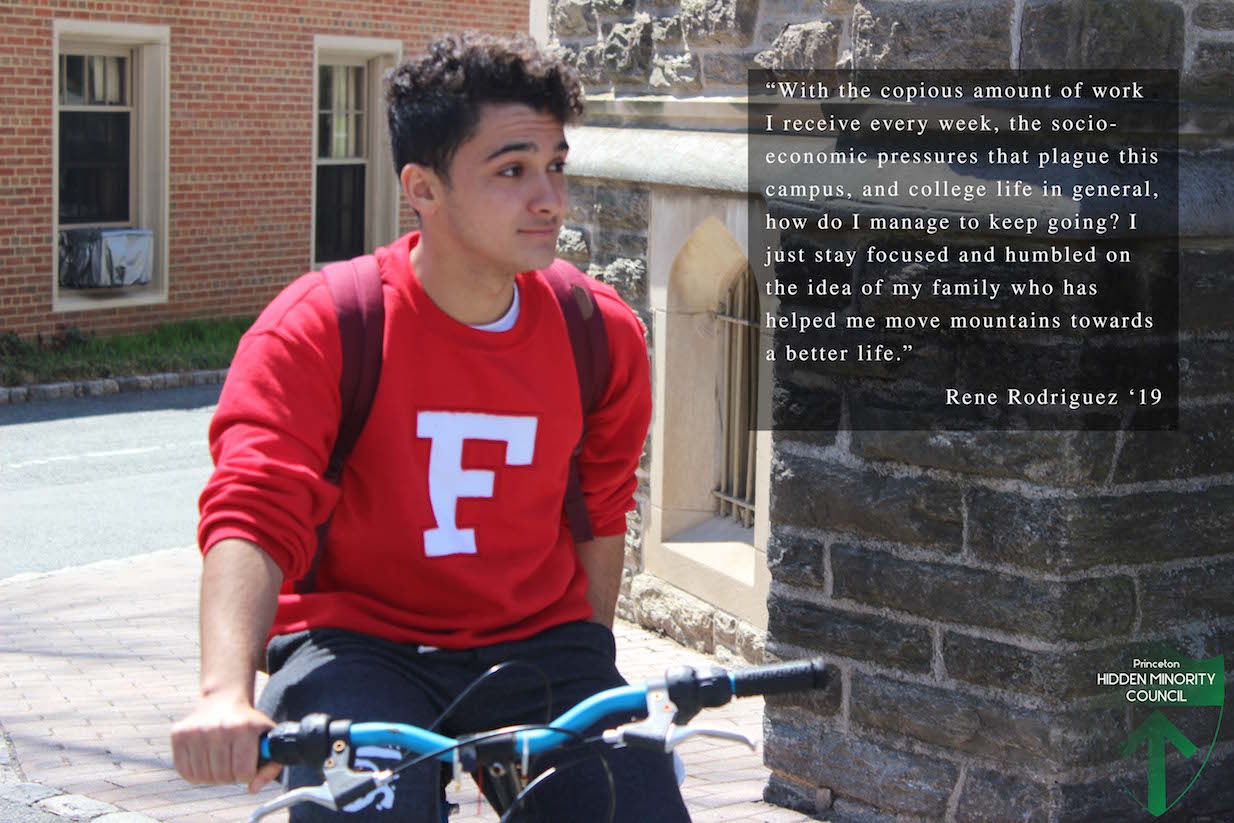 “With the copious amount of work
I receive every week, the socio-
economic pressures that plague this
campus, and college life in general,
how do I manage to keep going? I
just stay focused and humbled on
the idea of my family who has
helped me move mountains towards
a better life.”
Rene Rodriguez ‘19
F
Princeton
HIDDEN MINORITY
COUNCIL